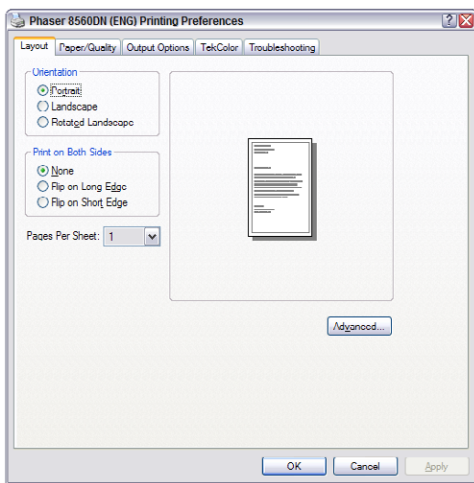 Phaser 8560DN (ENG) Printing Preferences
Layout Paper/Quality Output Options TekColor Troubleshooting
Orientation
Portrait
Landscape
Rotated Landscape
Print on Both Sides
None
Flip on Long Edge
Flip on Short Edge
Pages Per Sheet: 1
Advanced...
OK Cancel Apply